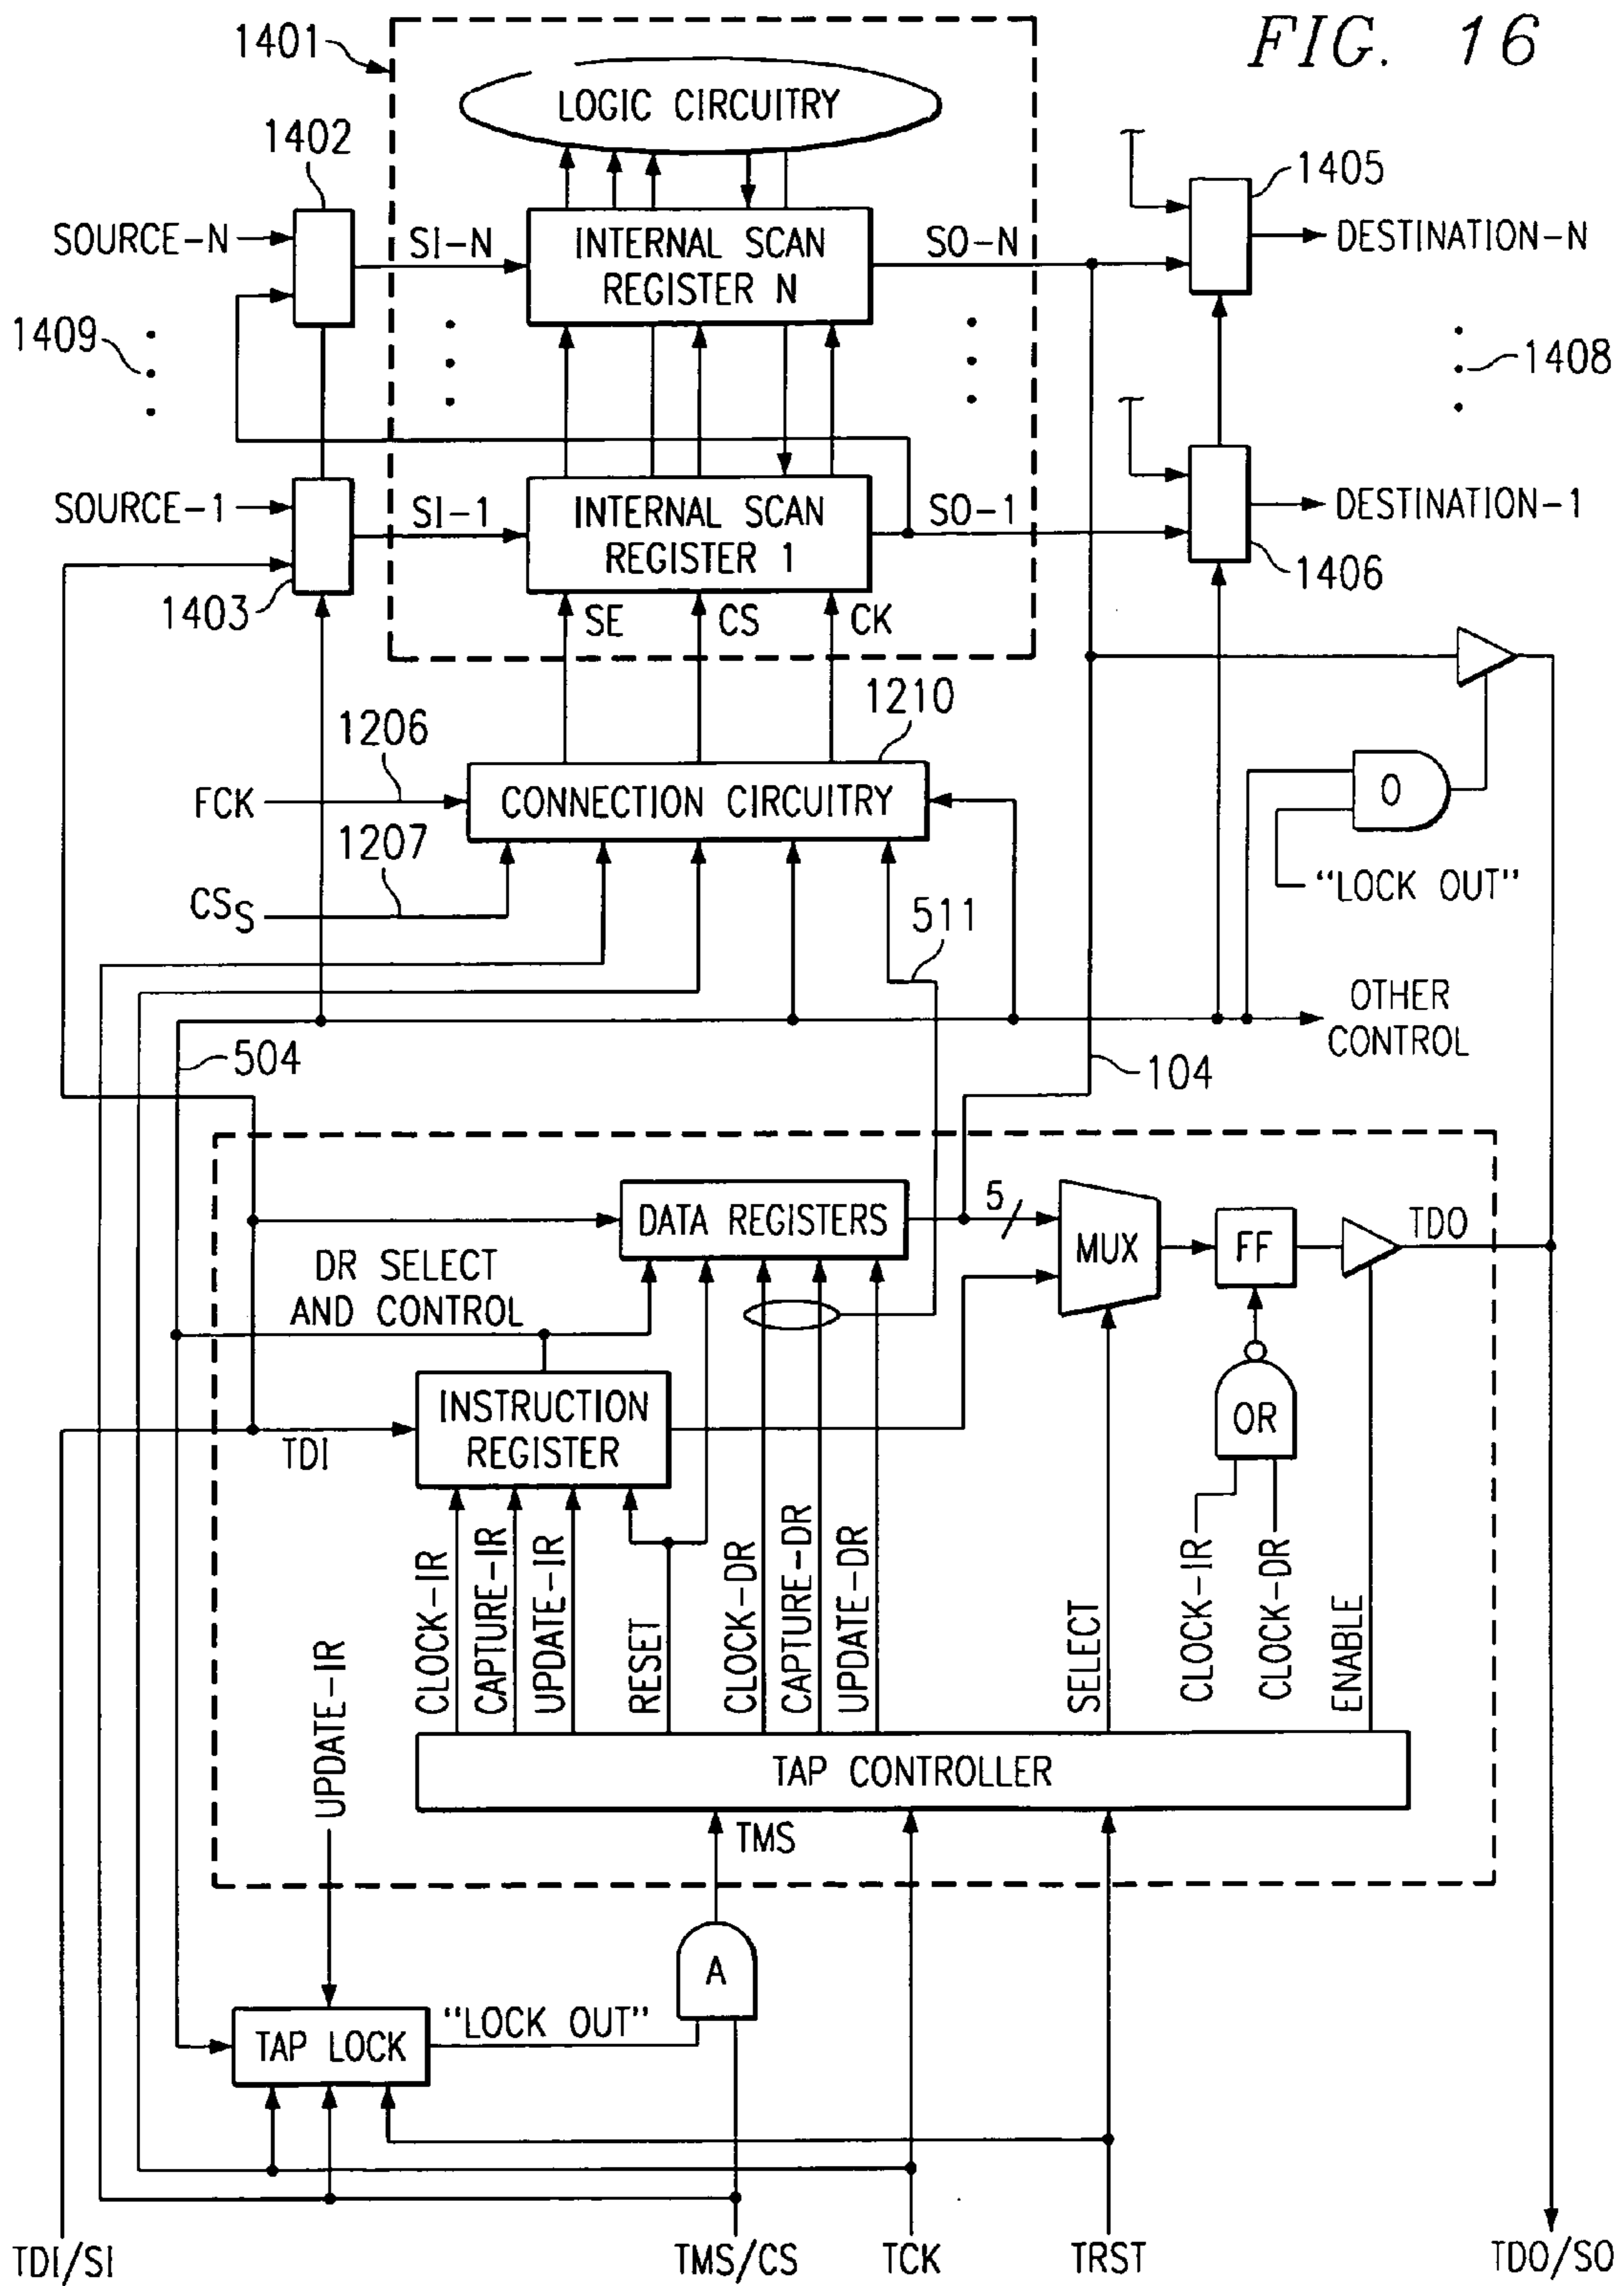 FIG. 16
1401
LOGIC CIRCUITRY
1402
1405
SOURCE-N
SI-N
INTERNAL SCAN
REGISTER N
SO-N
DESTINATION-N
1409
1408
SOURCE-1
SI-1
INTERNAL SCAN
REGISTER 1
SO-1
DESTINATION-1
1403
1406
SE
CS
CK
1206
1210
FCK
CONNECTION CIRCUITRY
O
1207
"LOCK OUT"
CSS
511
OTHER
CONTROL
504
104
DATA REGISTERS
5
MUX
FF
TDO
DR SELECT
AND CONTROL
INSTRUCTION
REGISTER
TDI
OR
CLOCK-IR
CAPTURE-IR
UPDATE-IR
RESET
CLOCK-DR
CAPTURE-DR
UPDATE-DR
SELECT
CLOCK-IR
CLOCK-DR
ENABLE
UPDATE-IR
TAP CONTROLLER
TMS
A
TAP LOCK
"LOCK OUT"
TDI/SI
TMS/CS
TCK
TRST
TDO/SO